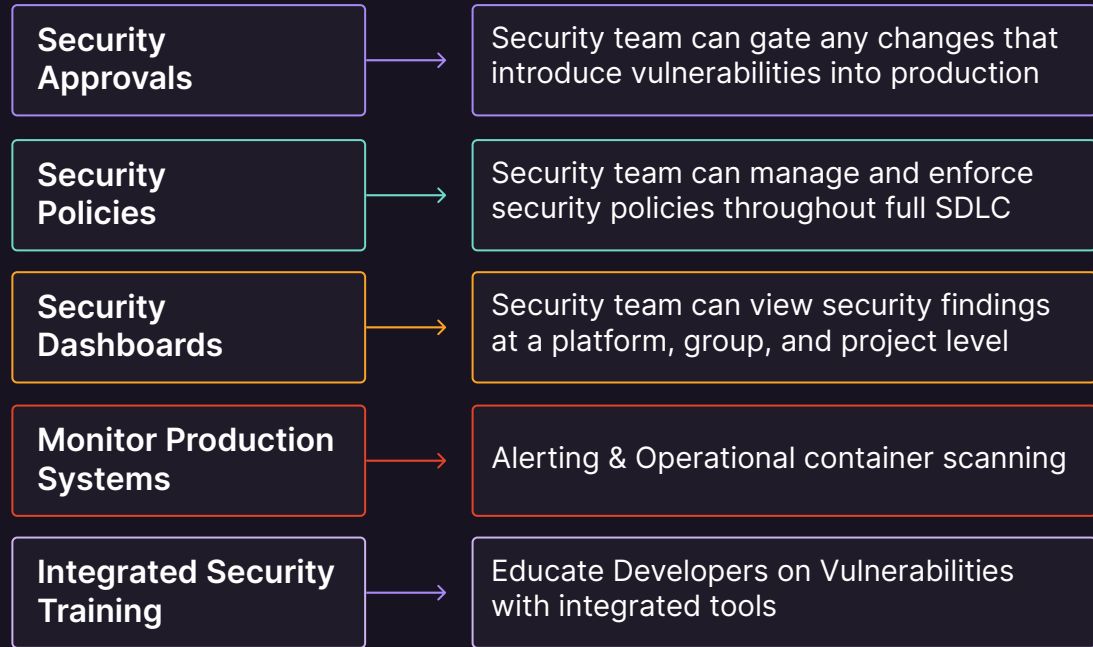 Security
Approvals
Security team can gate any changes that
introduce vulnerabilities into production
Security
Policies
Security team can manage and enforce
security policies throughout full SDLC
Security
Dashboards
Security team can view security findings
at a platform, group, and project level
Monitor Production
Systems
Alerting & Operational container scanning
Integrated Security
Training
Educate Developers on Vulnerabilities
with integrated tools